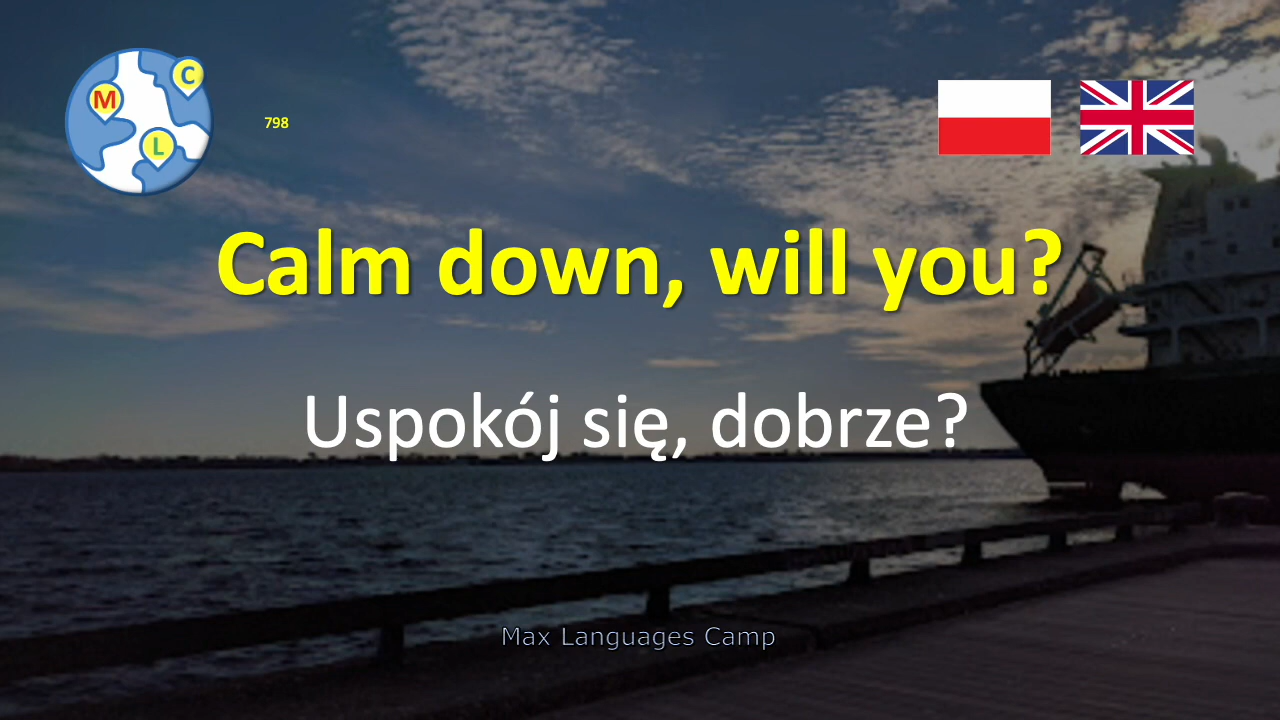 M
C
L
798
Calm down, will you?
Uspokój się, dobrze?
Max Languages Camp